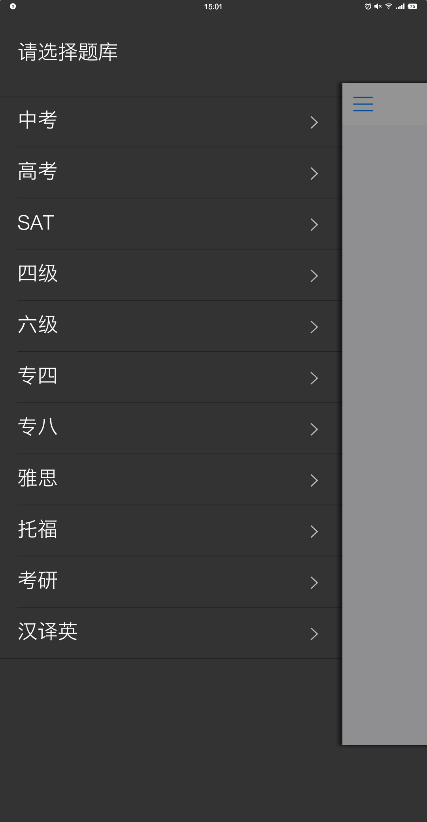 15:01
请选择题库
中考
高考
SAT
四级
六级
专四
专八
雅思
托福
考研
汉译英